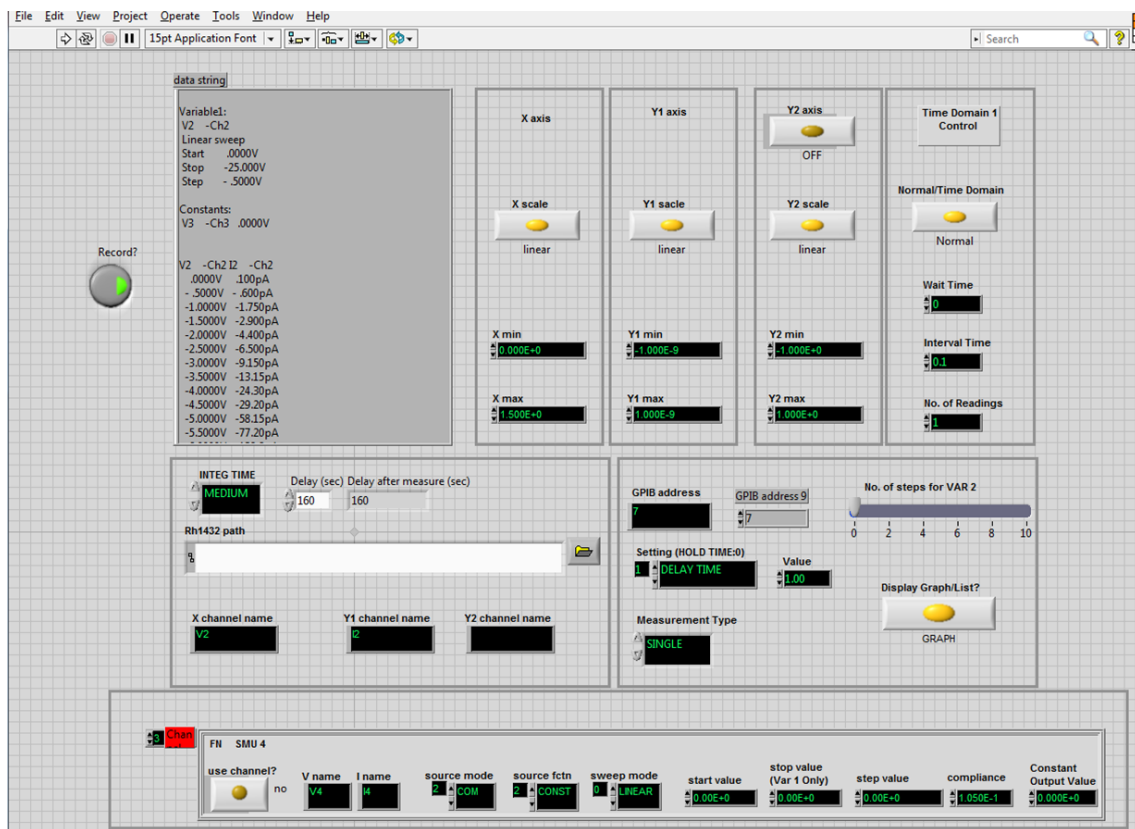 File Edit View Project Operate Tools Window Help
15pt Application Font
Search
data string
Variable1:
V2 -Ch2
Linear sweep
Start .0000V
Stop -25.000V
Step - .5000V
Constants:
V3 -Ch3 .0000V
V2 -Ch2 I2 -Ch2
.0000V .100pA
- .5000V - .600pA
-1.0000V -1.750pA
-1.5000V -2.900pA
-2.0000V -4.400pA
-2.5000V -6.500pA
-3.0000V -9.150pA
-3.5000V -13.15pA
-4.0000V -24.30pA
-4.5000V -29.20pA
-5.0000V -58.15pA
-5.5000V -77.20pA
Record?
X axis
X scale
linear
X min
0.000E+0
X max
1.500E+0
Y1 axis
Y1 sacle
linear
Y1 min
-1.000E-9
Y1 max
1.000E-9
Y2 axis
OFF
Y2 scale
linear
Y2 min
-1.000E+0
Y2 max
1.000E+0
Time Domain 1
Control
Normal/Time Domain
Normal
Wait Time
0
Interval Time
0.1
No. of Readings
1
INTEG TIME
MEDIUM
Delay (sec) Delay after measure (sec)
160 160
Rh1432 path
X channel name Y1 channel name Y2 channel name
V2 I2
GPIB address GPIB address 9
7 7
No. of steps for VAR 2
0 2 4 6 8 10
Setting (HOLD TIME:0) Value
1 DELAY TIME 1.00
Measurement Type
SINGLE
Display Graph/List?
GRAPH
3
FN SMU 4
use channel?
no
V name I name source mode source fctn sweep mode start value stop value (Var 1 Only) step value compliance Constant Output Value
V4 I4 2 COM 2 CONST 0 LINEAR 0.00E+0 0.00E+0 0.00E+0 1.050E-1 0.000E+0